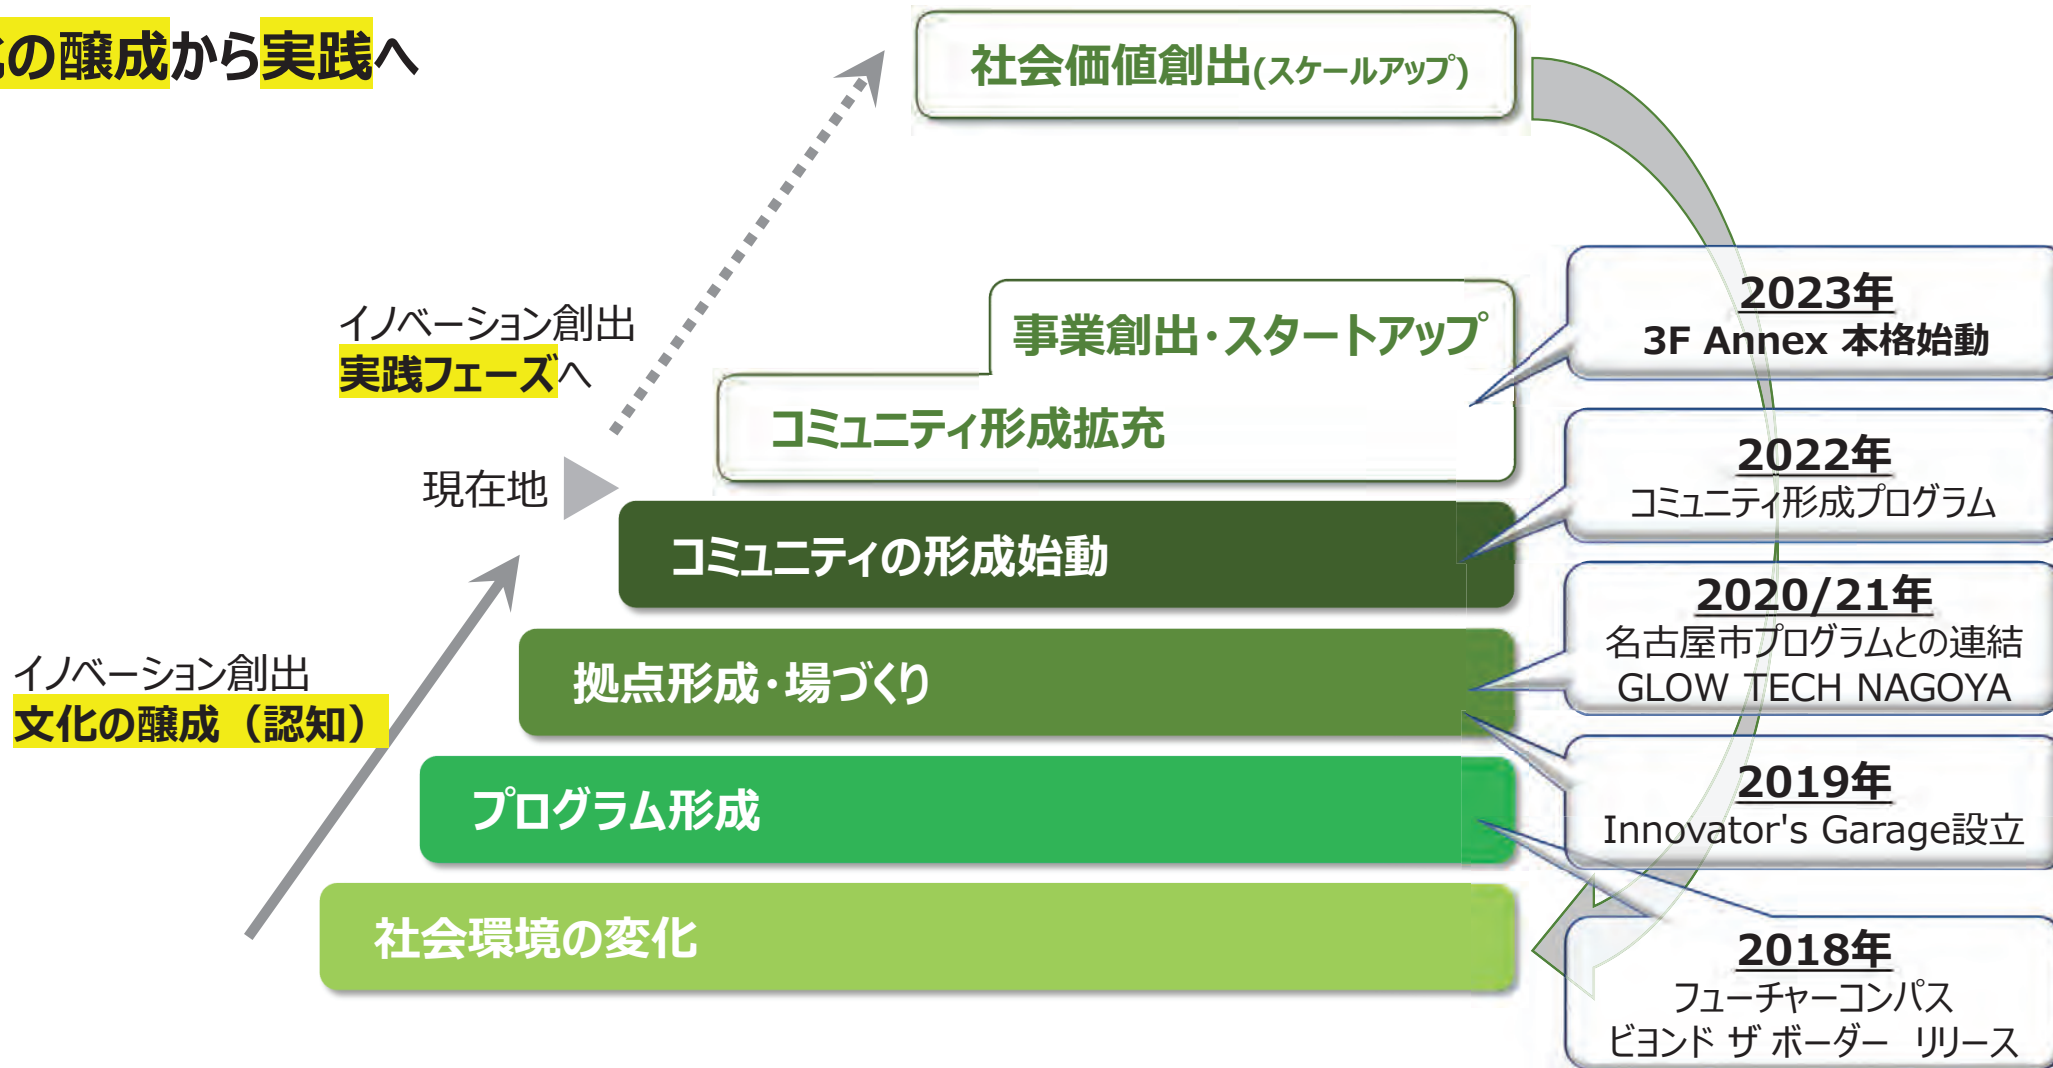 の醸成から実践へ
社会価値創出(スケールアップ)
イノベーション創出
実践フェーズへ
事業創出・スタートアップ
コミュニティ形成拡充
現在地
コミュニティの形成始動
イノベーション創出
文化の醸成（認知）
拠点形成・場づくり
プログラム形成
社会環境の変化
2023年
3F Annex 本格始動
2022年
コミュニティ形成プログラム
2020/21年
名古屋市プログラムとの連結
GLOW TECH NAGOYA
2019年
Innovator's Garage設立
2018年
フューチャーコンパス
ビヨンド ザ ボーダー リリース